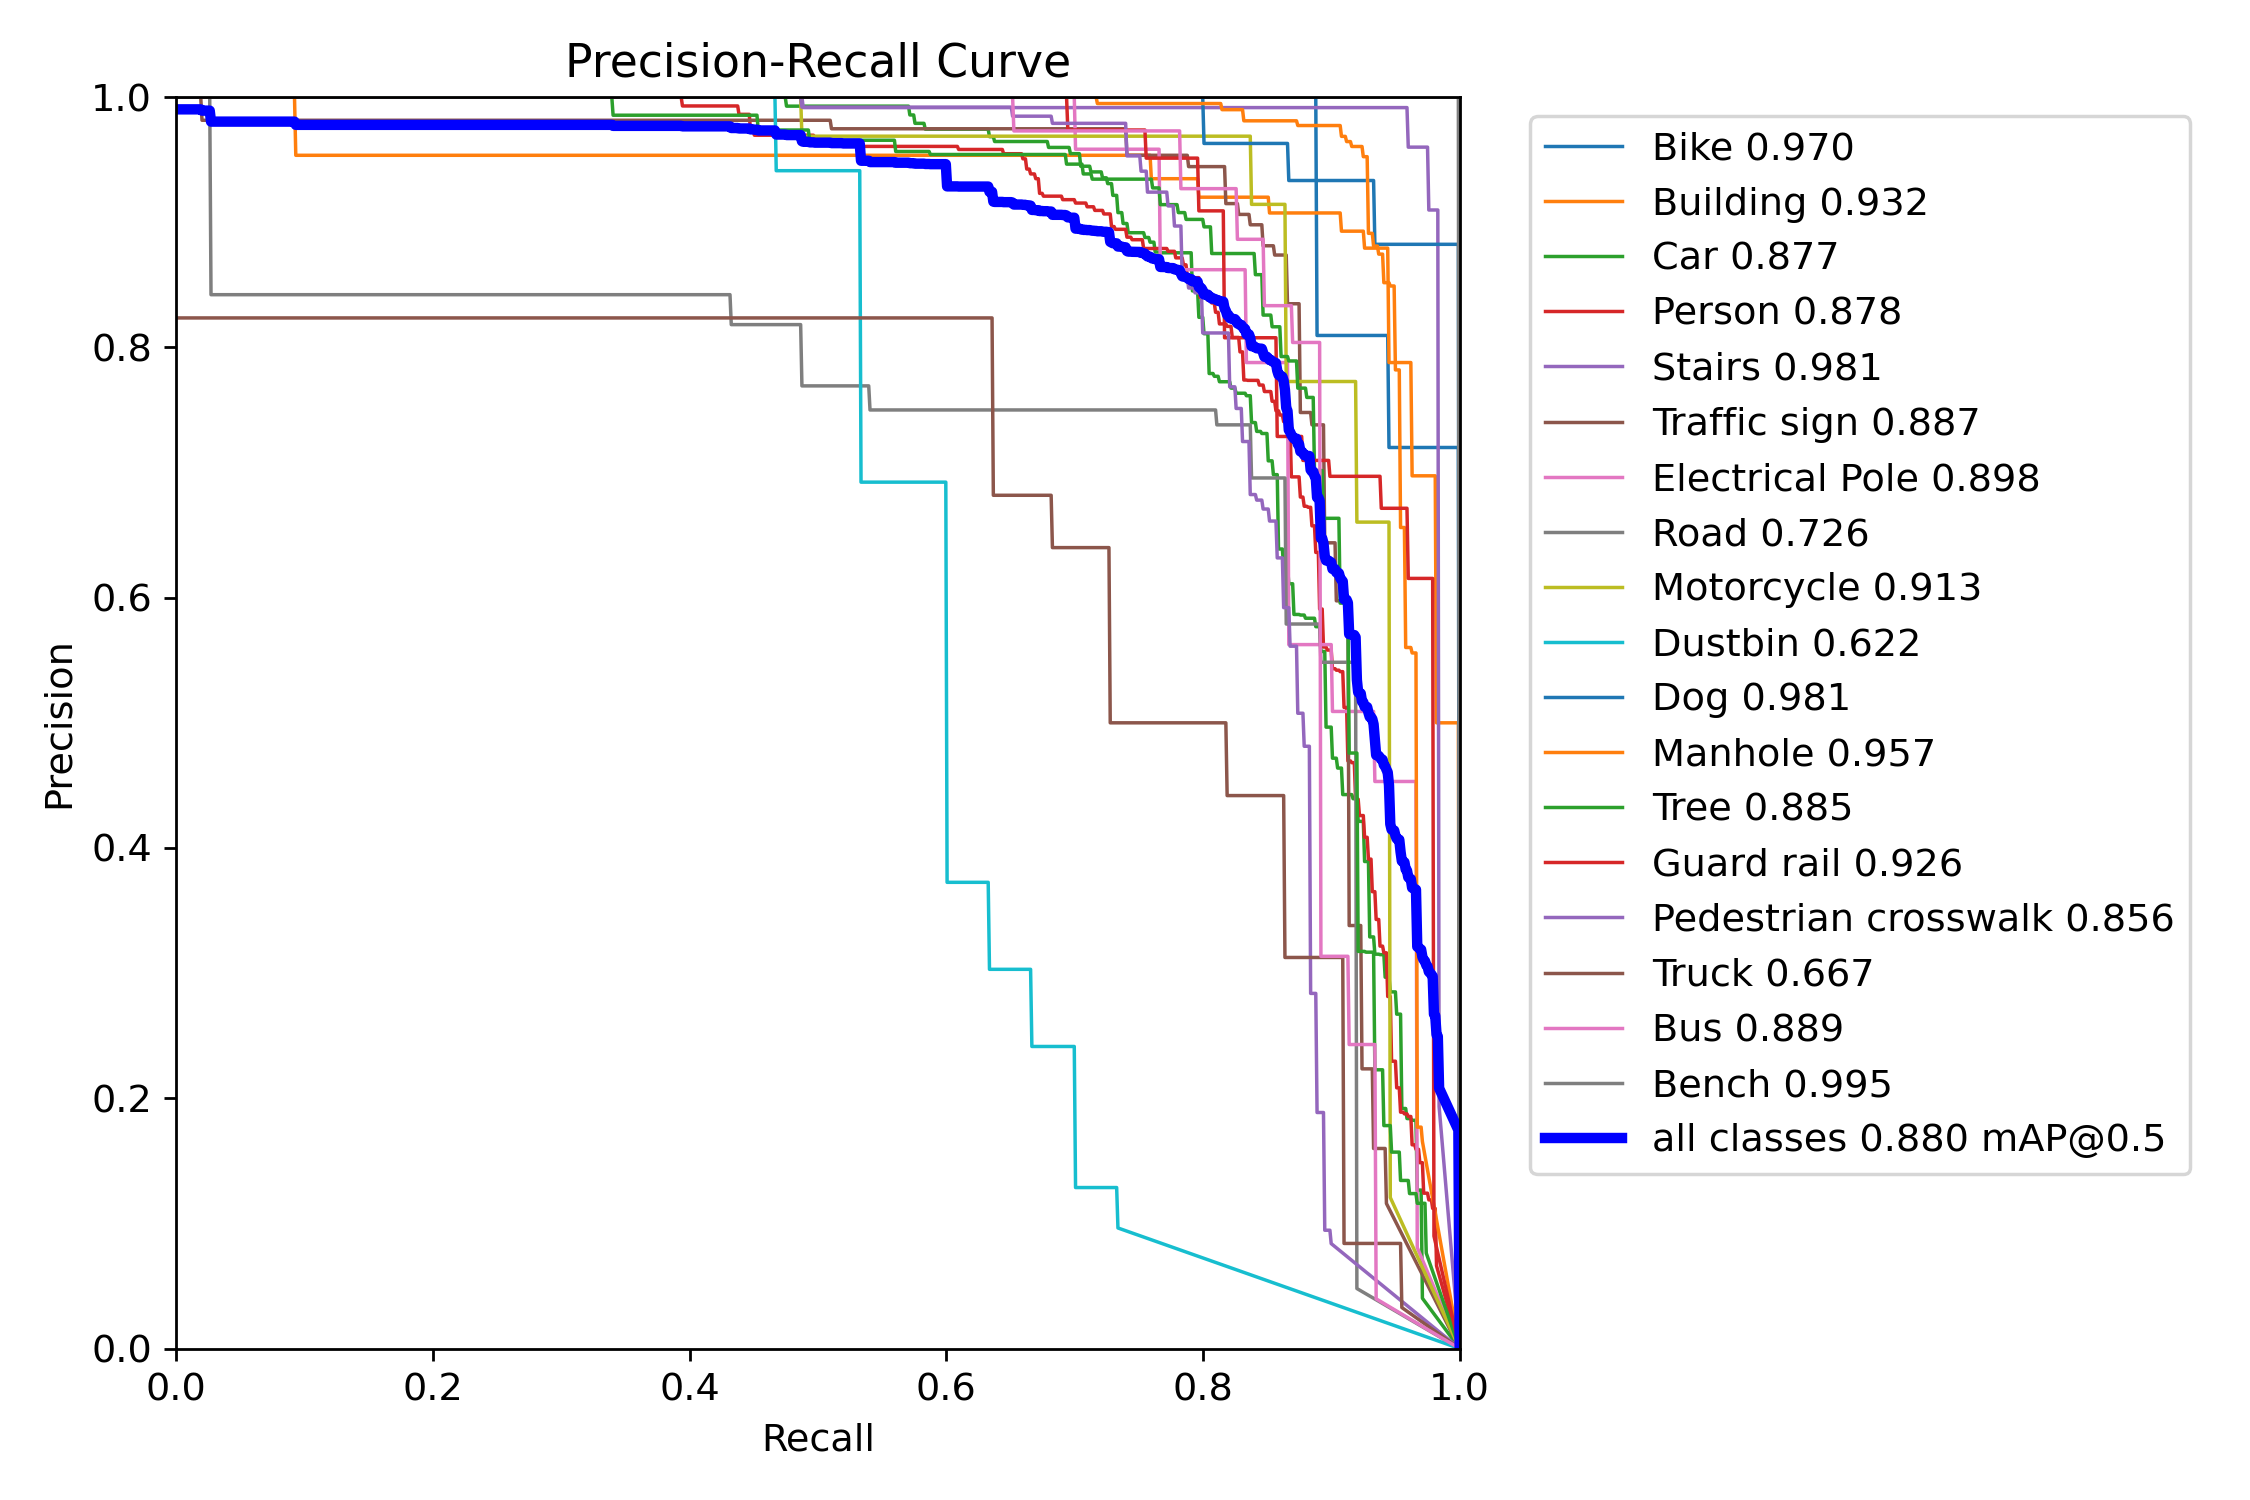 Precision-Recall Curve
1.0
0.8
0.6
0.4
0.2
0.0
Precision
0.0 0.2 0.4 0.6 0.8 1.0
Recall
Bike 0.970
Building 0.932
Car 0.877
Person 0.878
Stairs 0.981
Traffic sign 0.887
Electrical Pole 0.898
Road 0.726
Motorcycle 0.913
Dustbin 0.622
Dog 0.981
Manhole 0.957
Tree 0.885
Guard rail 0.926
Pedestrian crosswalk 0.856
Truck 0.667
Bus 0.889
Bench 0.995
all classes 0.880 mAP@0.5